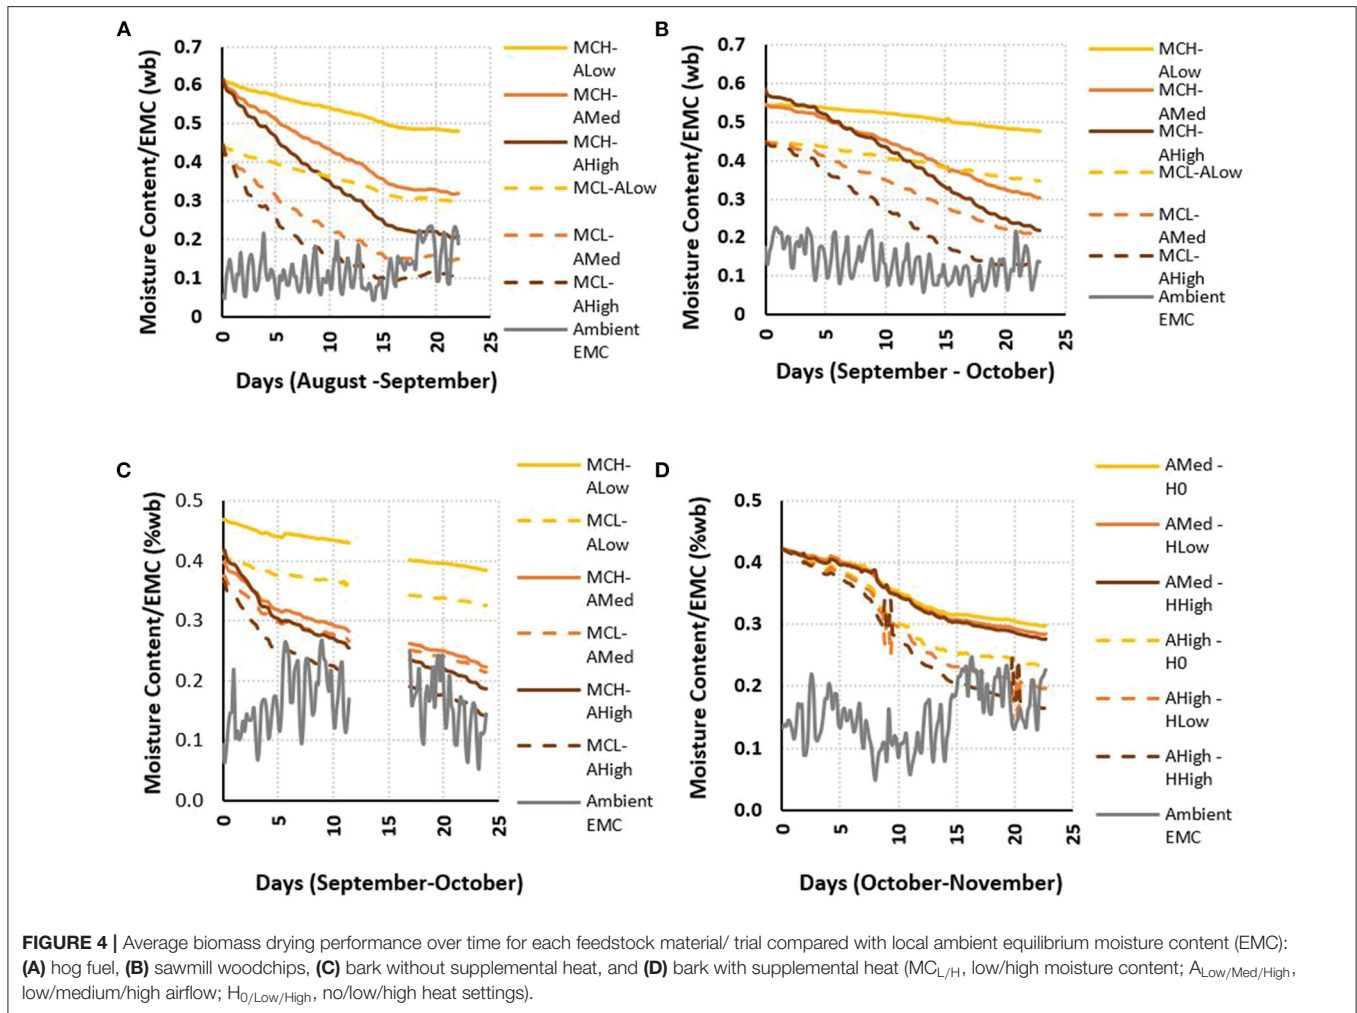 A
Moisture Content/EMC (wb)
0.7
0.6
0.5
0.4
0.3
0.2
0.1
0
0
5
10
15
20
25
Days (August -September)
MCH-
ALow
MCH-
AMed
MCH-
AHigh
MCL-ALow
MCL-
AMed
MCL-
AHigh
Ambient
EMC
B
Moisture Content/EMC (wb)
0.7
0.6
0.5
0.4
0.3
0.2
0.1
0
0
5
10
15
20
25
Days (September - October)
MCH-
ALow
MCH-
AMed
MCH-
AHigh
MCL-ALow
MCL-
AMed
MCL-
AHigh
Ambient
EMC
C
Moisture Content/EMC (%wb)
0.5
0.4
0.3
0.2
0.1
0.0
0
5
10
15
20
25
Days (September-October)
MCH-
ALow
MCL-
ALow
MCH-
AMed
MCL-
AMed
MCH-
AHigh
MCL-
AHigh
Ambient
EMC
D
Moisture Content/EMC (%wb)
0.5
0.4
0.3
0.2
0.1
0.0
0
5
10
15
20
25
Days (October-November)
AMed -
H0
AMed -
HLow
AMed -
HHigh
AHigh -
H0
AHigh -
HLow
AHigh -
HHigh
Ambient
EMC
FIGURE 4 | Average biomass drying performance over time for each feedstock material/ trial compared with local ambient equilibrium moisture content (EMC):
(A) hog fuel, (B) sawmill woodchips, (C) bark without supplemental heat, and (D) bark with supplemental heat (MCL/H, low/high moisture content; ALow/Med/High,
low/medium/high airflow; H0/Low/High, no/low/high heat settings).